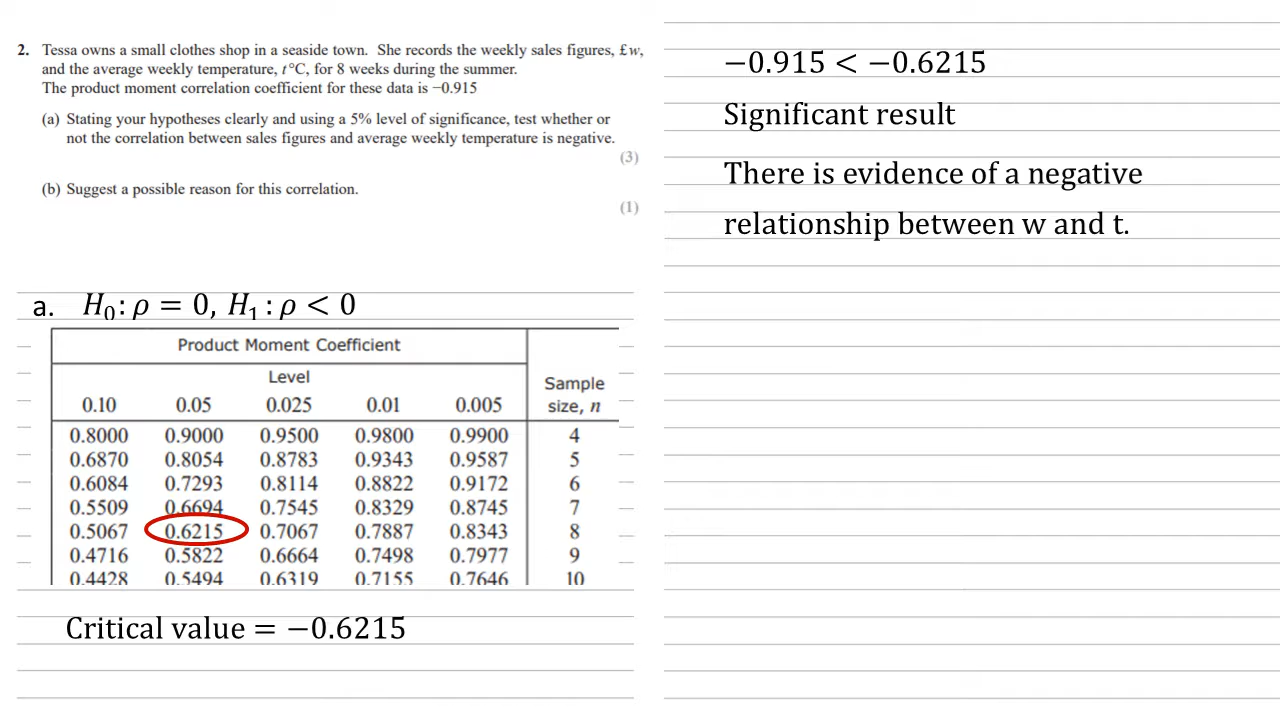 2. Tessa owns a small clothes shop in a seaside town. She records the weekly sales figures, £w,
and the average weekly temperature, t°C, for 8 weeks during the summer.
The product moment correlation coefficient for these data is −0.915
(a) Stating your hypotheses clearly and using a 5% level of significance, test whether or
not the correlation between sales figures and average weekly temperature is negative.
(3)
(b) Suggest a possible reason for this correlation.
(1)
a. H₀: ρ = 0, H₁ : ρ < 0
Product Moment Coefficient
Level
Sample
0.10 0.05 0.025 0.01 0.005 size, n
0.8000 0.9000 0.9500 0.9800 0.9900 4
0.6870 0.8054 0.8783 0.9343 0.9587 5
0.6084 0.7293 0.8114 0.8822 0.9172 6
0.5509 0.6694 0.7545 0.8329 0.8745 7
0.5067 0.6215 0.7067 0.7887 0.8343 8
0.4716 0.5822 0.6664 0.7498 0.7977 9
0.4428 0.5494 0.6319 0.7155 0.7646 10
Critical value = −0.6215
−0.915 < −0.6215
Significant result
There is evidence of a negative
relationship between w and t.